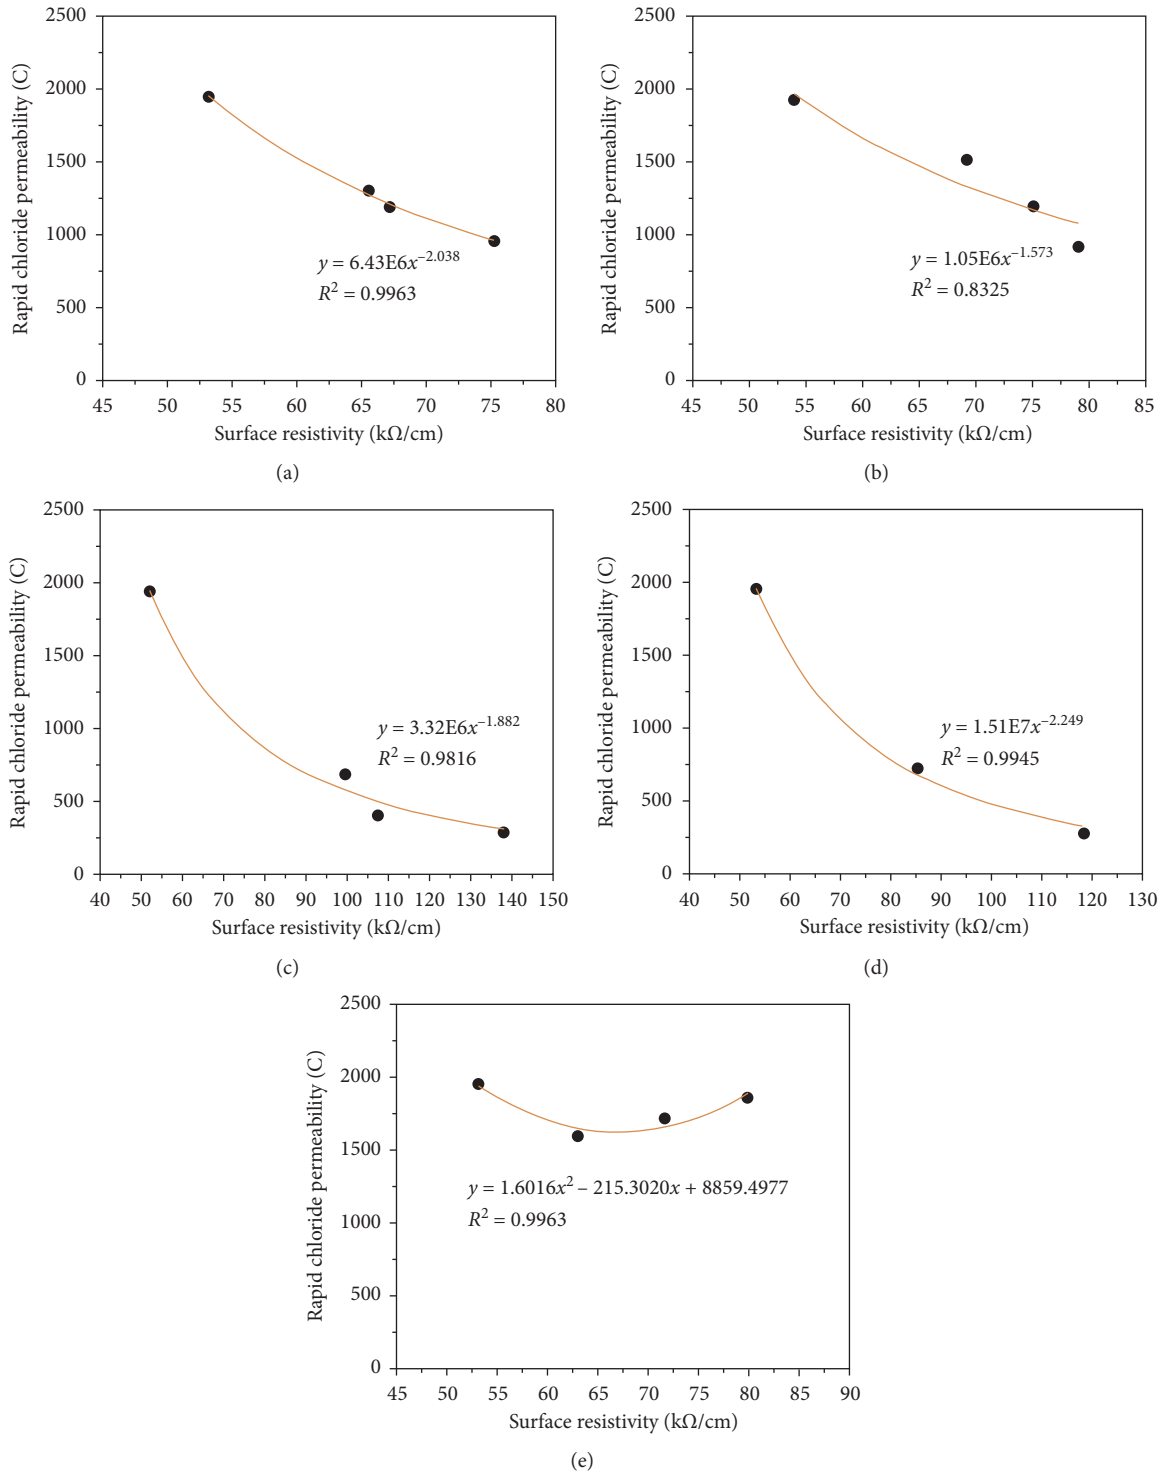 2500
2000
1500
1000
500
0
Rapid chloride permeability (C)
y = 6.43E6x^−2.038
R² = 0.9963
45 50 55 60 65 70 75 80
Surface resistivity (kΩ/cm)
(a)
2500
2000
1500
1000
500
0
Rapid chloride permeability (C)
y = 1.05E6x^−1.573
R² = 0.8325
45 50 55 60 65 70 75 80 85
Surface resistivity (kΩ/cm)
(b)
2500
2000
1500
1000
500
0
Rapid chloride permeability (C)
y = 3.32E6x^−1.882
R² = 0.9816
40 50 60 70 80 90 100 110 120 130 140 150
Surface resistivity (kΩ/cm)
(c)
2500
2000
1500
1000
500
0
Rapid chloride permeability (C)
y = 1.51E7x^−2.249
R² = 0.9945
40 50 60 70 80 90 100 110 120 130
Surface resistivity (kΩ/cm)
(d)
2500
2000
1500
1000
500
0
Rapid chloride permeability (C)
y = 1.6016x² – 215.3020x + 8859.4977
R² = 0.9963
45 50 55 60 65 70 75 80 85 90
Surface resistivity (kΩ/cm)
(e)